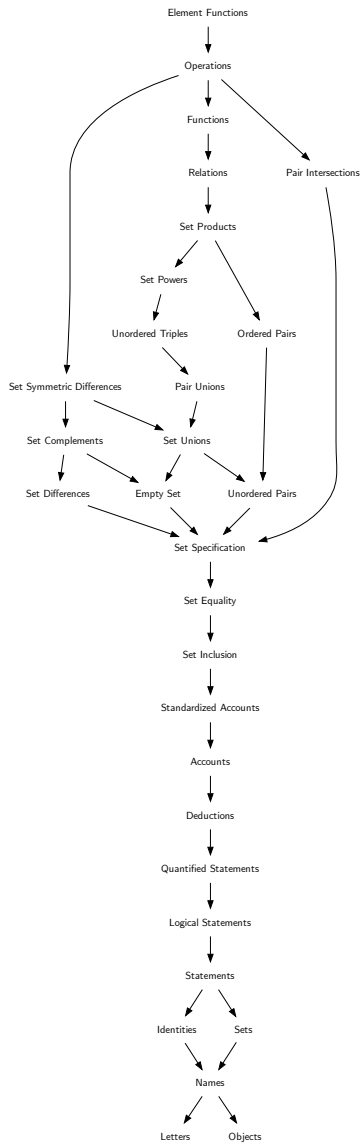 Element Functions
Operations
Functions
Relations
Pair Intersections
Set Products
Set Powers
Unordered Triples
Ordered Pairs
Set Symmetric Differences
Pair Unions
Set Complements
Set Unions
Set Differences
Empty Set
Unordered Pairs
Set Specification
Set Equality
Set Inclusion
Standardized Accounts
Accounts
Deductions
Quantified Statements
Logical Statements
Statements
Identities
Sets
Names
Letters
Objects